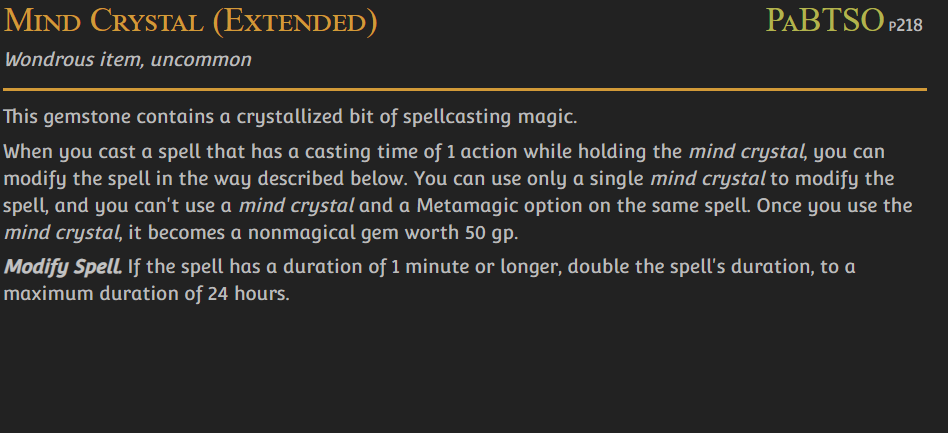 Mind Crystal (Extended) PaBTSO P218
Wondrous item, uncommon
This gemstone contains a crystallized bit of spellcasting magic.
When you cast a spell that has a casting time of 1 action while holding the mind crystal, you can
modify the spell in the way described below. You can use only a single mind crystal to modify the
spell, and you can't use a mind crystal and a Metamagic option on the same spell. Once you use the
mind crystal, it becomes a nonmagical gem worth 50 gp.
Modify Spell. If the spell has a duration of 1 minute or longer, double the spell's duration, to a
maximum duration of 24 hours.